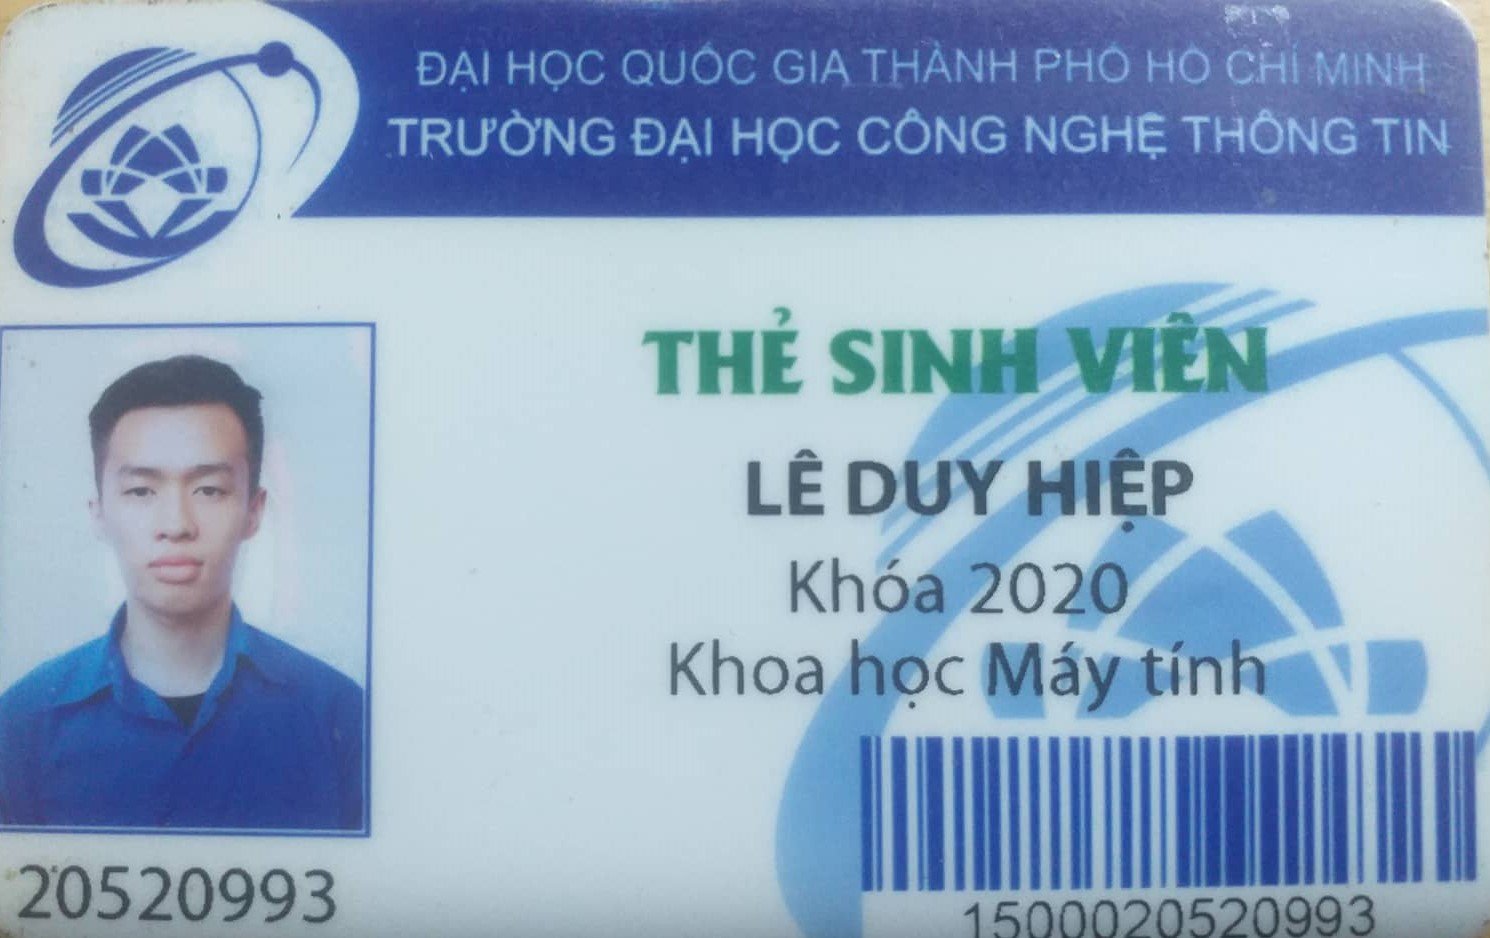 ĐẠI HỌC QUỐC GIA THÀNH PHỐ HỒ CHÍ MINH
TRƯỜNG ĐẠI HỌC CÔNG NGHỆ THÔNG TIN
THẺ SINH VIÊN
LÊ DUY HIỆP
Khóa 2020
Khoa học Máy tính
20520993
1500020520993